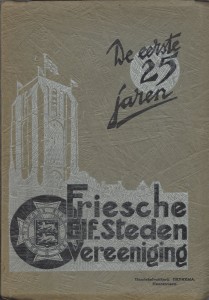 De eerste
25
jaren
Friesche
Elf. Steden
Vereeniging